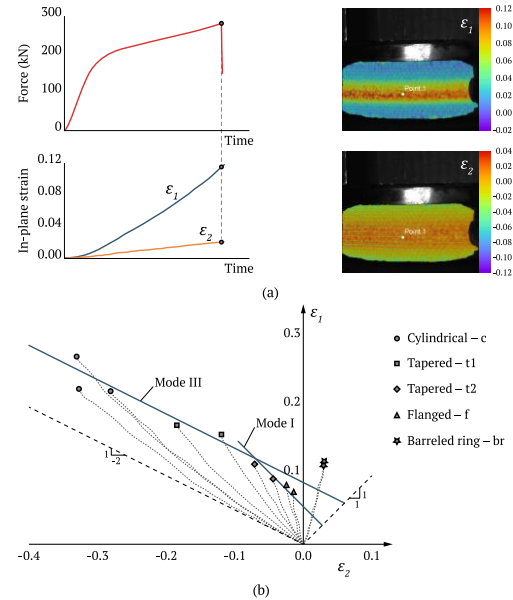 300
200
100
0
Force (kN)
Time
0.12
0.08
0.04
0.00
In-plane strain
ε1
ε2
Time
ε1
Point 1
0.12
0.10
0.08
0.06
0.04
0.02
0.00
-0.02
ε2
Point 1
0.04
0.02
0.00
-0.02
-0.04
-0.06
-0.08
-0.10
-0.12
(a)
ε1
0.3
0.2
0.1
Mode III
Mode I
1
-2
1
1
-0.4
-0.3
-0.2
-0.1
0.0
0.1
ε2
Cylindrical – c
Tapered – t1
Tapered – t2
Flanged – f
Barreled ring – br
(b)